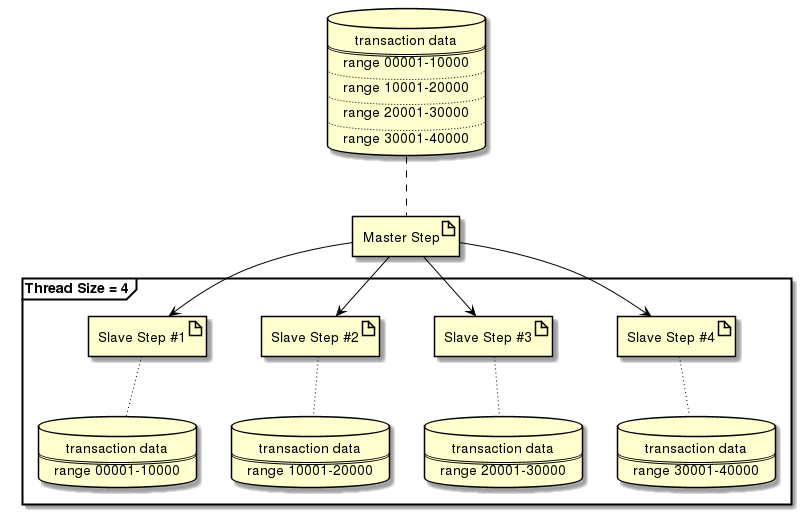 transaction data
range 00001-10000
range 10001-20000
range 20001-30000
range 30001-40000
Master Step
Thread Size = 4
Slave Step #1
Slave Step #2
Slave Step #3
Slave Step #4
transaction data
range 00001-10000
transaction data
range 10001-20000
transaction data
range 20001-30000
transaction data
range 30001-40000